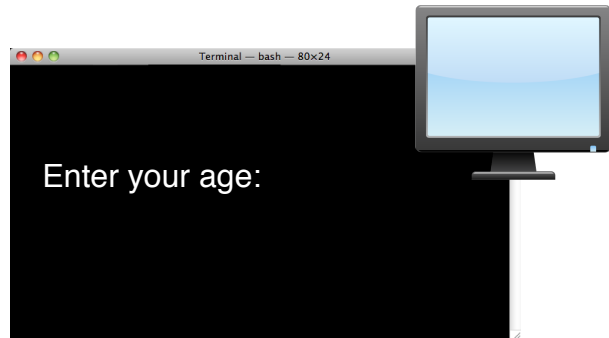 Terminal — bash — 80×24
Enter your age: